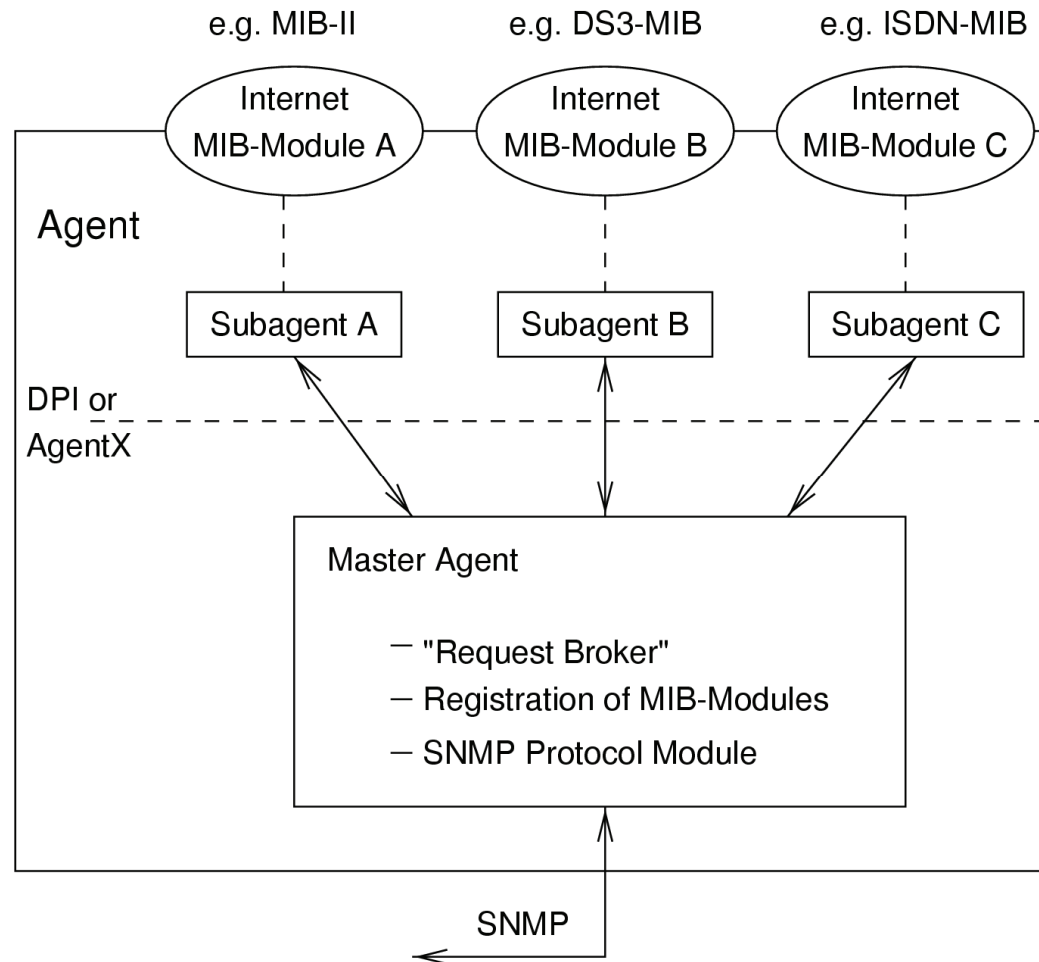 e.g. MIB-II
e.g. DS3-MIB
e.g. ISDN-MIB
Internet
MIB-Module A
Internet
MIB-Module B
Internet
MIB-Module C
Agent
Subagent A
Subagent B
Subagent C
DPI or
AgentX
Master Agent
– "Request Broker"
– Registration of MIB-Modules
– SNMP Protocol Module
SNMP